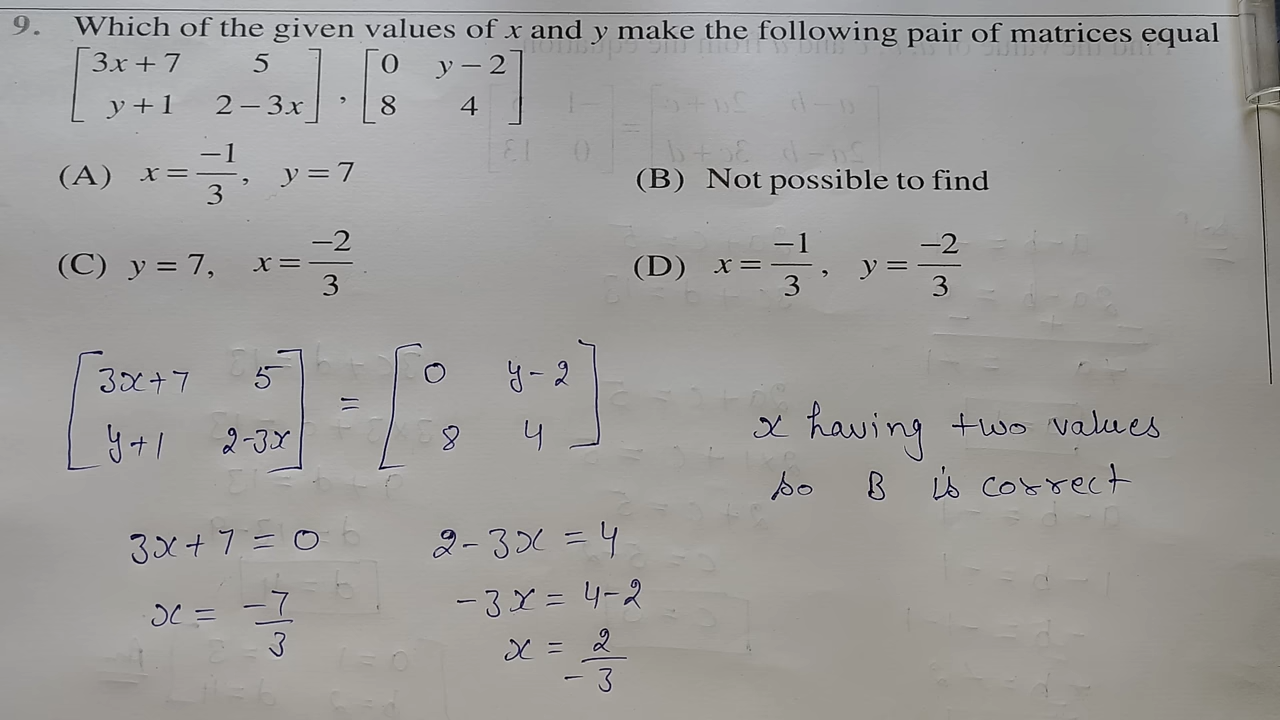 9. Which of the given values of x and y make the following pair of matrices equal
[3x + 7 5
y + 1 2 – 3x] , [0 y – 2
8 4]
(A) x = –1/3, y = 7 (B) Not possible to find
(C) y = 7, x = –2/3 (D) x = –1/3, y = –2/3
[3x+7 5
y+1 2-3x] = [0 y-2
8 4]
x having two values
so B is correct
3x+7 = 0 2-3x = 4
x = -7/3 -3x = 4-2
x = 2/-3